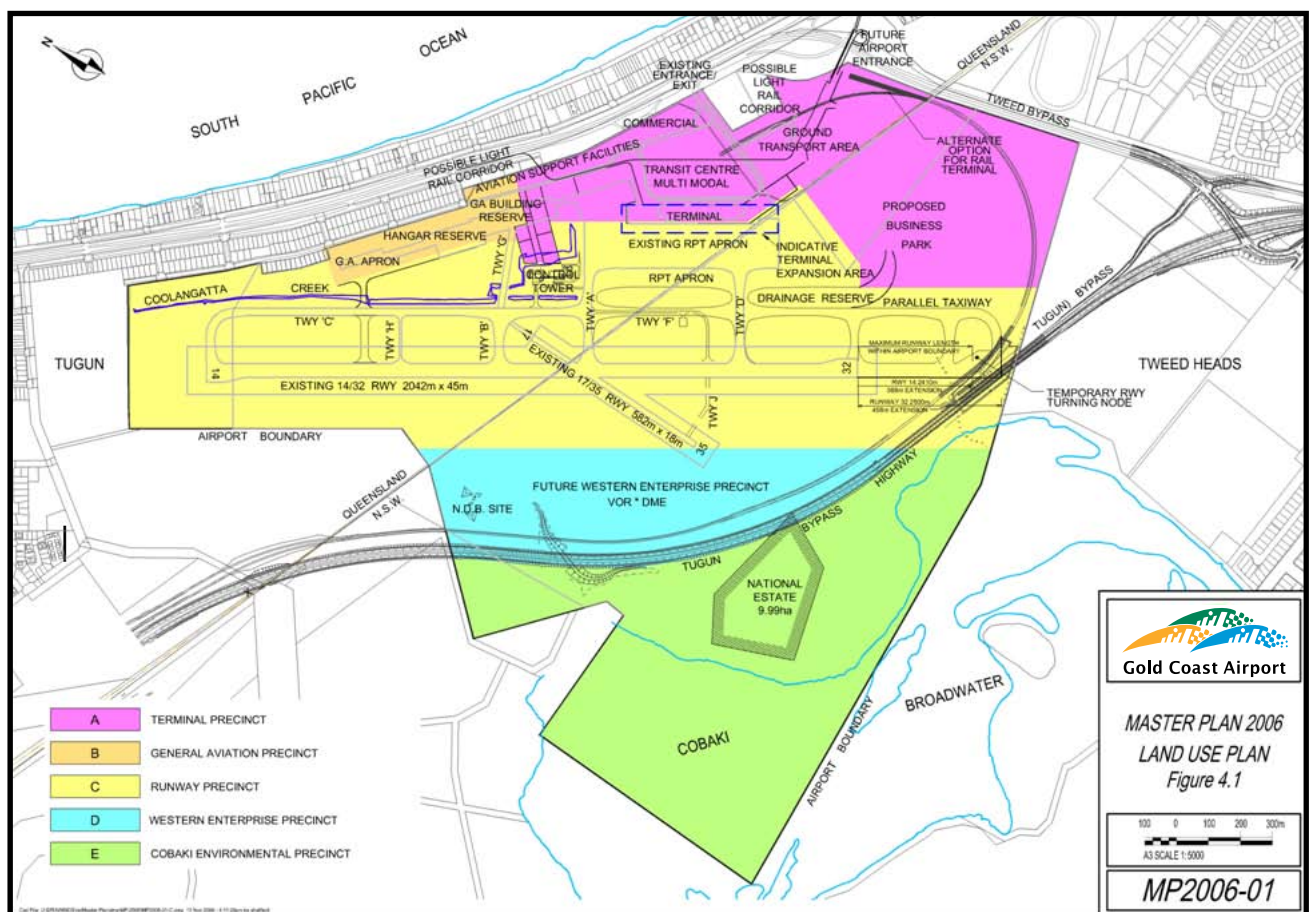 N
SOUTH
PACIFIC
OCEAN
EXISTING
ENTRANCE/
EXIT
POSSIBLE
LIGHT
RAIL
CORRIDOR
FUTURE
AIRPORT
ENTRANCE
QUEENSLAND
N.S.W.
TWEED BYPASS
COMMERCIAL
GROUND
TRANSPORT AREA
ALTERNATE
OPTION
FOR RAIL
TERMINAL
POSSIBLE LIGHT
RAIL CORRIDOR
AVIATION SUPPORT FACILITIES
TRANSIT CENTRE
MULTI MODAL
GA BUILDING
RESERVE
TERMINAL
PROPOSED
BUSINESS
PARK
HANGAR RESERVE
EXISTING RPT APRON
INDICATIVE
TERMINAL
EXPANSION AREA
G.A. APRON
TWY 'G'
CONTROL
TOWER
RPT APRON
COOLANGATTA
CREEK
DRAINAGE RESERVE
PARALLEL TAXIWAY
TUGUN) BYPASS
TWY 'C'
TWY 'H'
TWY 'B'
TWY 'A'
TWY 'F'
TWY 'D'
TUGUN
14
17
EXISTING 17/35 RWY 582m x 18m
35
32
MAXIMUM RUNWAY LENGTH
WITHIN AIRPORT BOUNDARY
TWEED HEADS
EXISTING 14/32 RWY 2042m x 45m
TWY J
TEMPORARY RWY
TURNING NODE
AIRPORT BOUNDARY
HIGHWAY
QUEENSLAND
N.S.W.
FUTURE WESTERN ENTERPRISE PRECINCT
VOR * DME
N.D.B. SITE
TUGUN
BYPASS
NATIONAL
ESTATE
9.99ha
COBAKI
BROADWATER
AIRPORT BOUNDARY
A TERMINAL PRECINCT
B GENERAL AVIATION PRECINCT
C RUNWAY PRECINCT
D WESTERN ENTERPRISE PRECINCT
E COBAKI ENVIRONMENTAL PRECINCT
Gold Coast Airport
MASTER PLAN 2006
LAND USE PLAN
Figure 4.1
100 0 100 200 300m
A3 SCALE 1:5000
MP2006-01